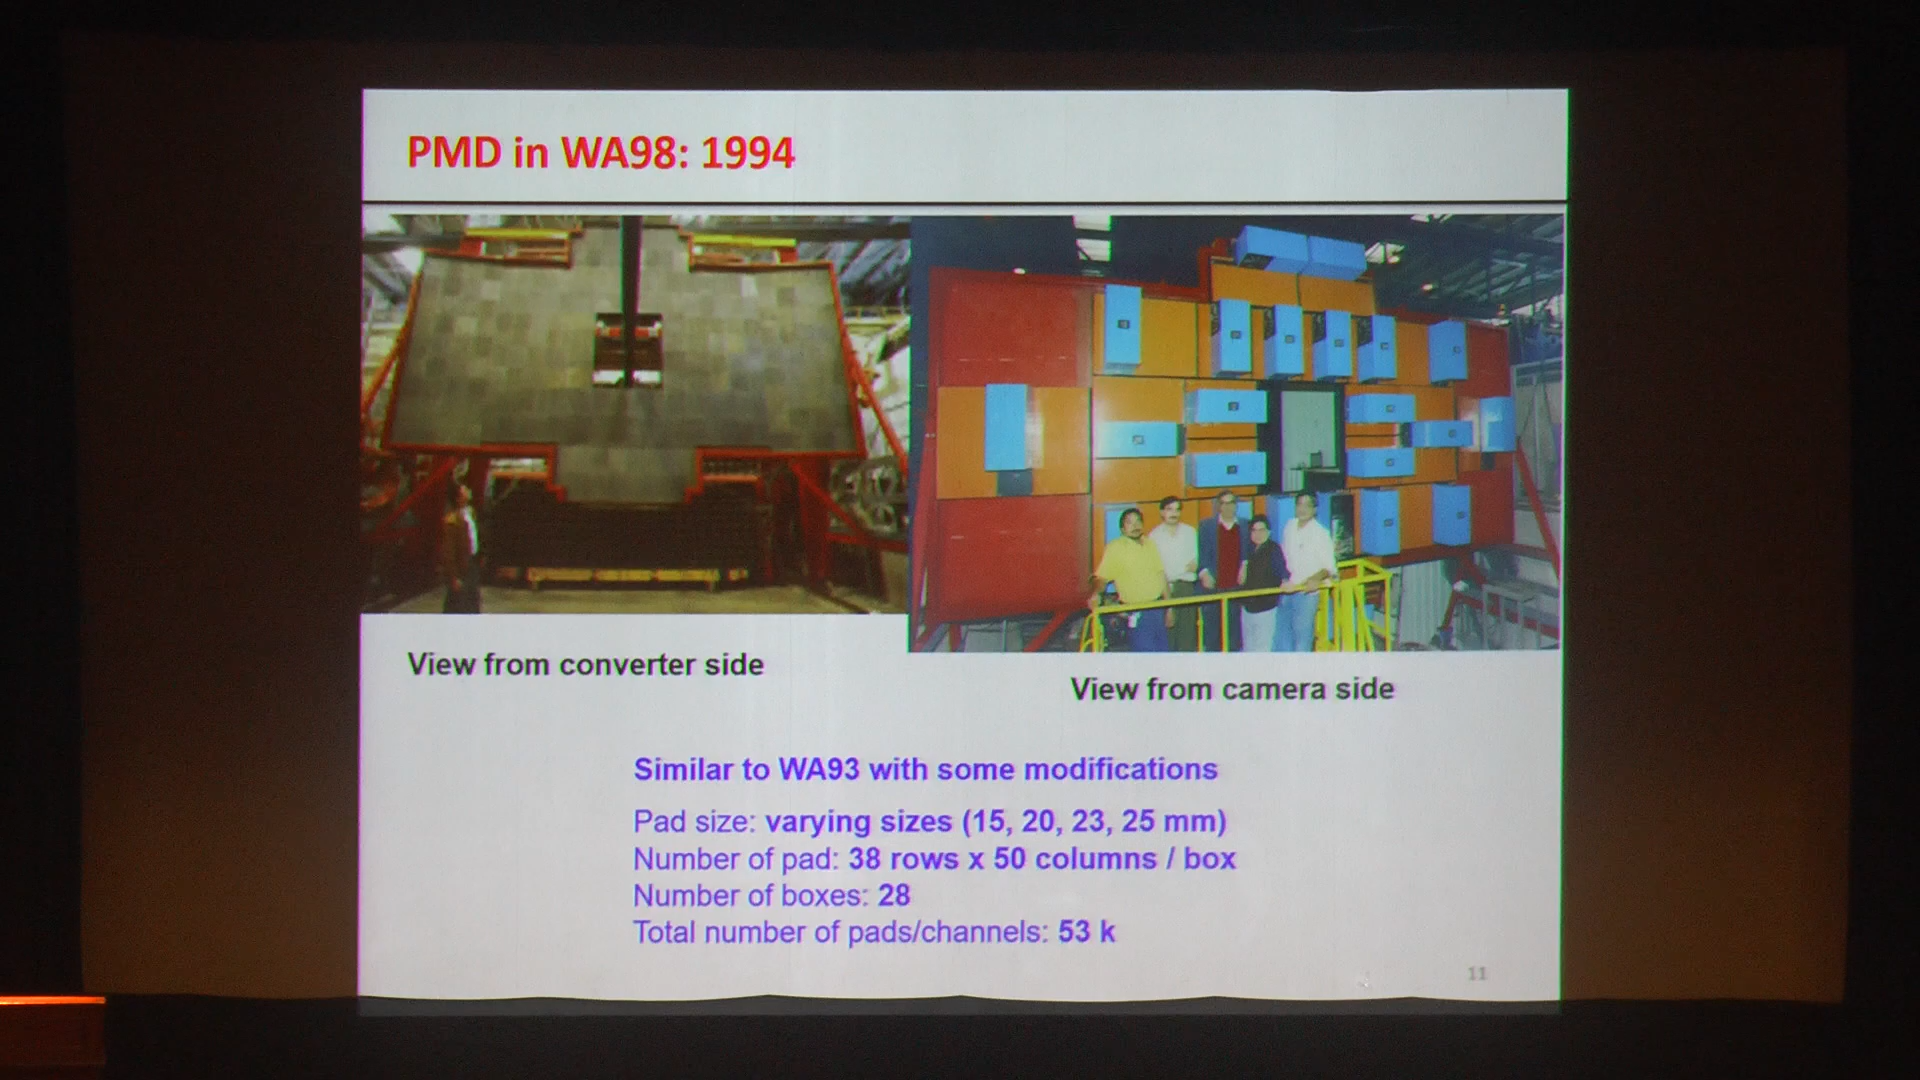 PMD in WA98: 1994
View from converter side
View from camera side
Similar to WA93 with some modifications
Pad size: varying sizes (15, 20, 23, 25 mm)
Number of pad: 38 rows x 50 columns / box
Number of boxes: 28
Total number of pads/channels: 53 k
11